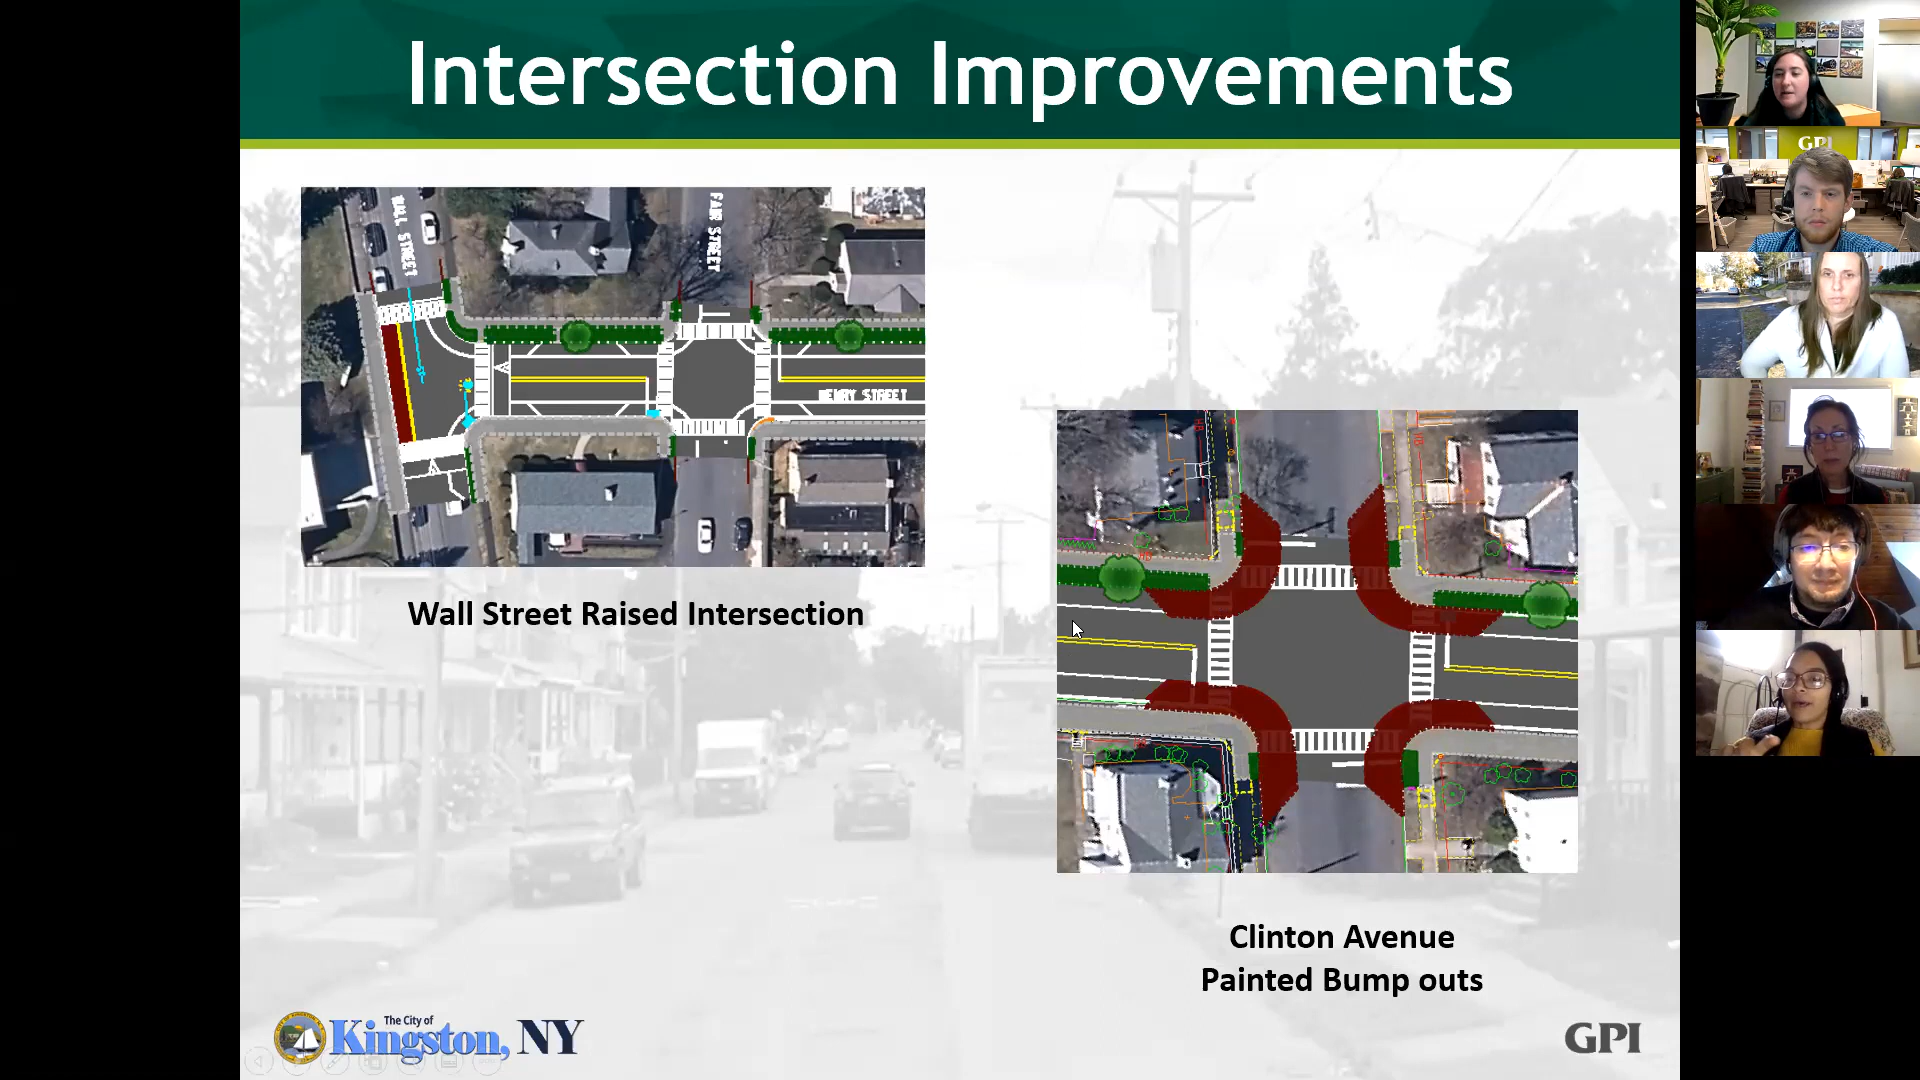 Intersection Improvements
WALL STREET
FAIR STREET
HENRY STREET
Wall Street Raised Intersection
Clinton Avenue
Painted Bump outs
The City of
Kingston, NY
GPI
GPI